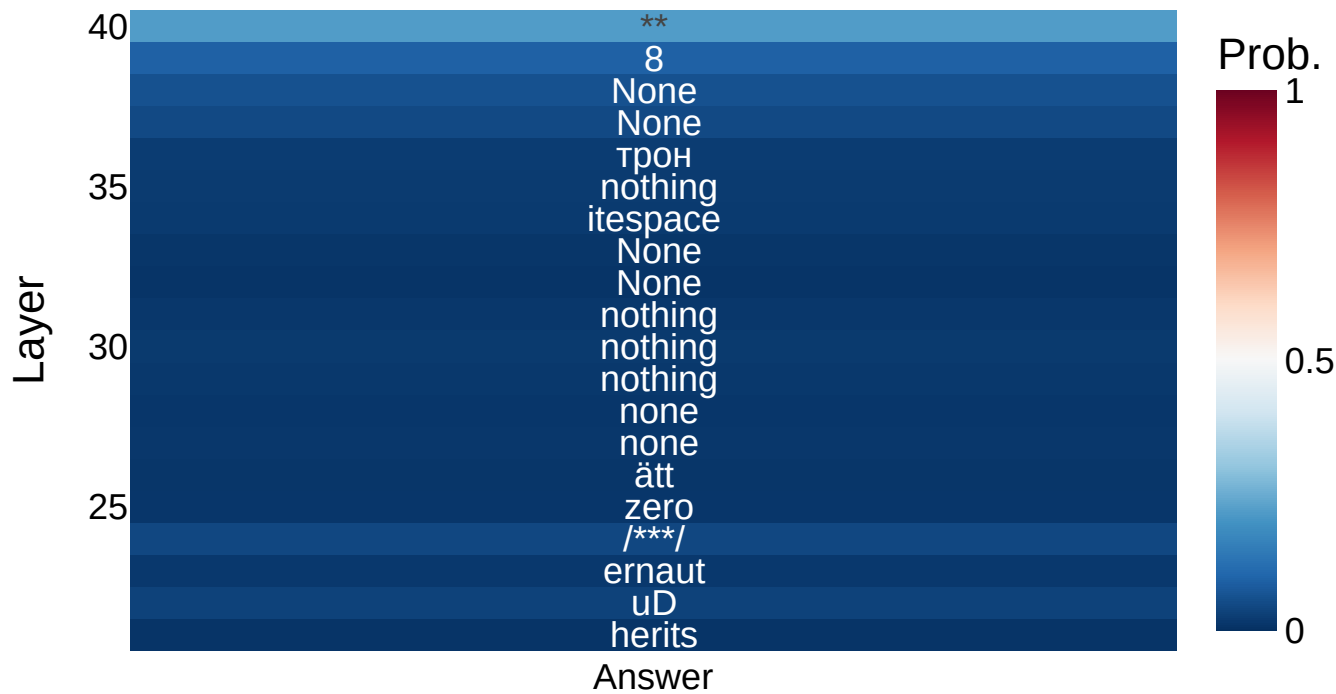 40
**
8
None
None
трон
35
nothing
itespace
None
None
nothing
30
nothing
nothing
none
none
ätt
25
zero
/***/
ernaut
uD
herits
Layer
Answer
Prob.
1
0.5
0